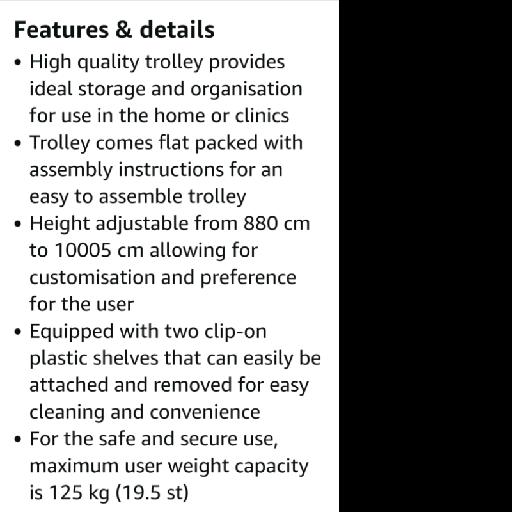 Features & details
• High quality trolley provides
ideal storage and organisation
for use in the home or clinics
• Trolley comes flat packed with
assembly instructions for an
easy to assemble trolley
• Height adjustable from 880 cm
to 10005 cm allowing for
customisation and preference
for the user
• Equipped with two clip-on
plastic shelves that can easily be
attached and removed for easy
cleaning and convenience
• For the safe and secure use,
maximum user weight capacity
is 125 kg (19.5 st)